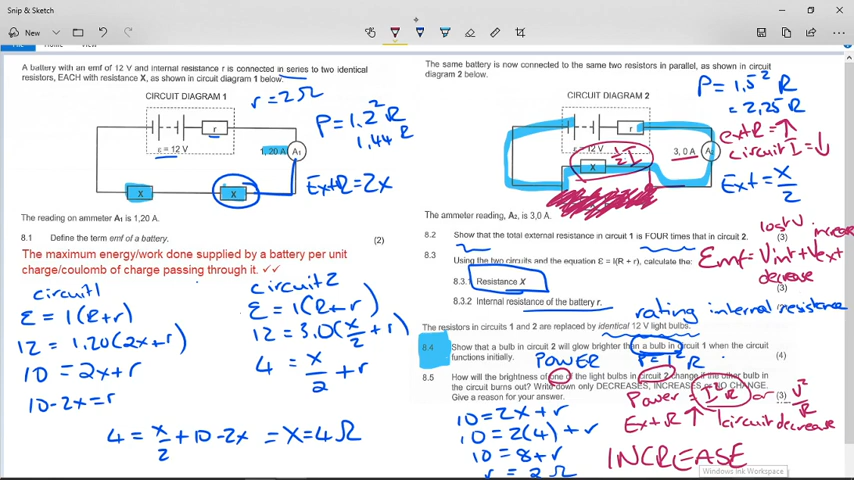 Snip & Sketch
New
Home
View
A battery with an emf of 12 V and internal resistance r is connected in series to two identical
resistors, EACH with resistance X, as shown in circuit diagram 1 below.
r = 2Ω
CIRCUIT DIAGRAM 1
r
ε = 12 V
1, 20 A
A₁
X
X
P = 1,2² R
1,44 R
Ext R = 2x
The reading on ammeter A₁ is 1,20 A.
8.1 Define the term emf of a battery.
(2)
The maximum energy/work done supplied by a battery per unit
charge/coulomb of charge passing through it. ✓✓
circuit 1
ε = I(R+r)
12 = 1.20(2x+r)
10 = 2x+r
10-2x=r
circuit 2
ε = I(R+r)
12 = 3.0(x/2 + r)
4 = x/2 + r
4 = x/2 + 10-2x = X=4Ω
The same battery is now connected to the same two resistors in parallel, as shown in circuit
diagram 2 below.
CIRCUIT DIAGRAM 2
r
ε = 12 V
½I
X
3, 0 A
A
P = 1,5² R
= 2,25 R
ext R = ↑
circuit I = ↓
Ext = x/2
The ammeter reading, A₂, is 3,0 A.
8.2 Show that the total external resistance in circuit 1 is FOUR times that in circuit 2.
(3)
lost V increase
8.3 Using the two circuits and the equation ε = I(R + r), calculate the:
Emf = Vint + Vext
decrease
8.3.1 Resistance X
(3)
8.3.2 Internal resistance of the battery r.
rating internal resistance
The resistors in circuits 1 and 2 are replaced by identical 12 V light bulbs.
8.4 Show that a bulb in circuit 2 will glow brighter than a bulb in circuit 1 when the circuit
functions initially.
(4)
POWER P = I²R
8.5 How will the brightness of one of the light bulbs in circuit 2 change if the other bulb in
the circuit burns out? Write down only DECREASES, INCREASES or NO CHANGE.
Give a reason for your answer.
(3)
Power = I²R or V²/R
Ext R ↑ Icircuit decrease
10 = 2x + r
10 = 2(4) + r
10 = 8 + r
r = 2 Ω
INCREASE
Windows Ink Workspace